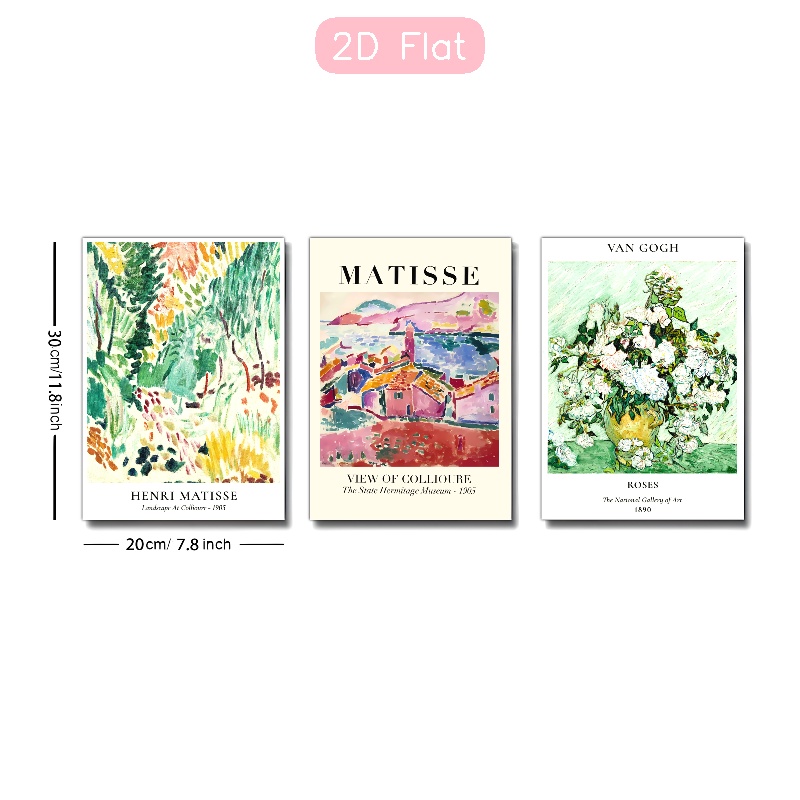 2D Flat
30cm/11.8inch
HENRI MATISSE
Landscape At Collioure - 1905
20cm/ 7.8 inch
MATISSE
VIEW OF COLLIOURE
The State Hermitage Museum - 1905
VAN GOGH
ROSES
The National Gallery of Art
1890